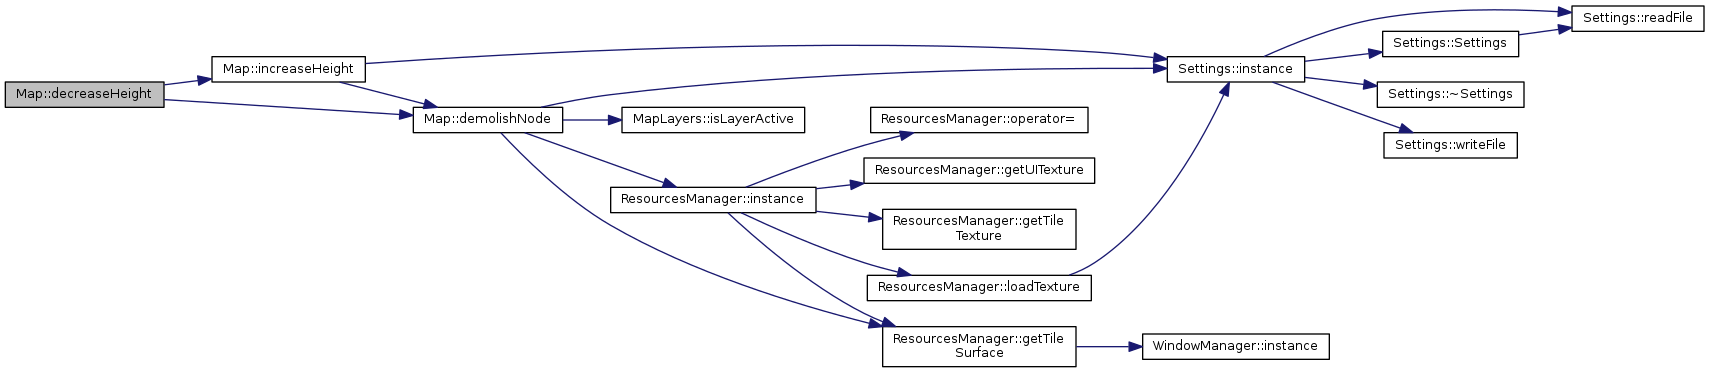 Settings::readFile
Settings::Settings
Map::increaseHeight
Settings::instance
Map::decreaseHeight
Settings::~Settings
Map::demolishNode
MapLayers::isLayerActive
ResourcesManager::operator=
Settings::writeFile
ResourcesManager::getUITexture
ResourcesManager::instance
ResourcesManager::getTile
Texture
ResourcesManager::loadTexture
ResourcesManager::getTile
Surface
WindowManager::instance